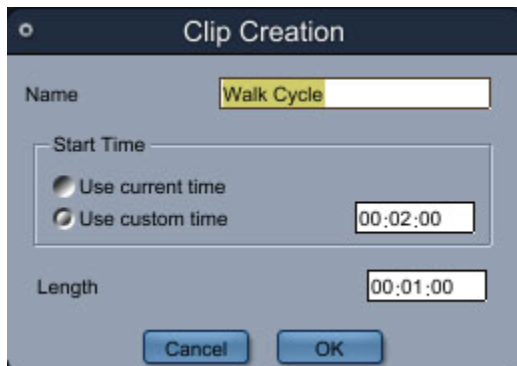 Clip Creation
Name Walk Cycle
Start Time
Use current time
Use custom time 00:02:00
Length 00:01:00
Cancel OK